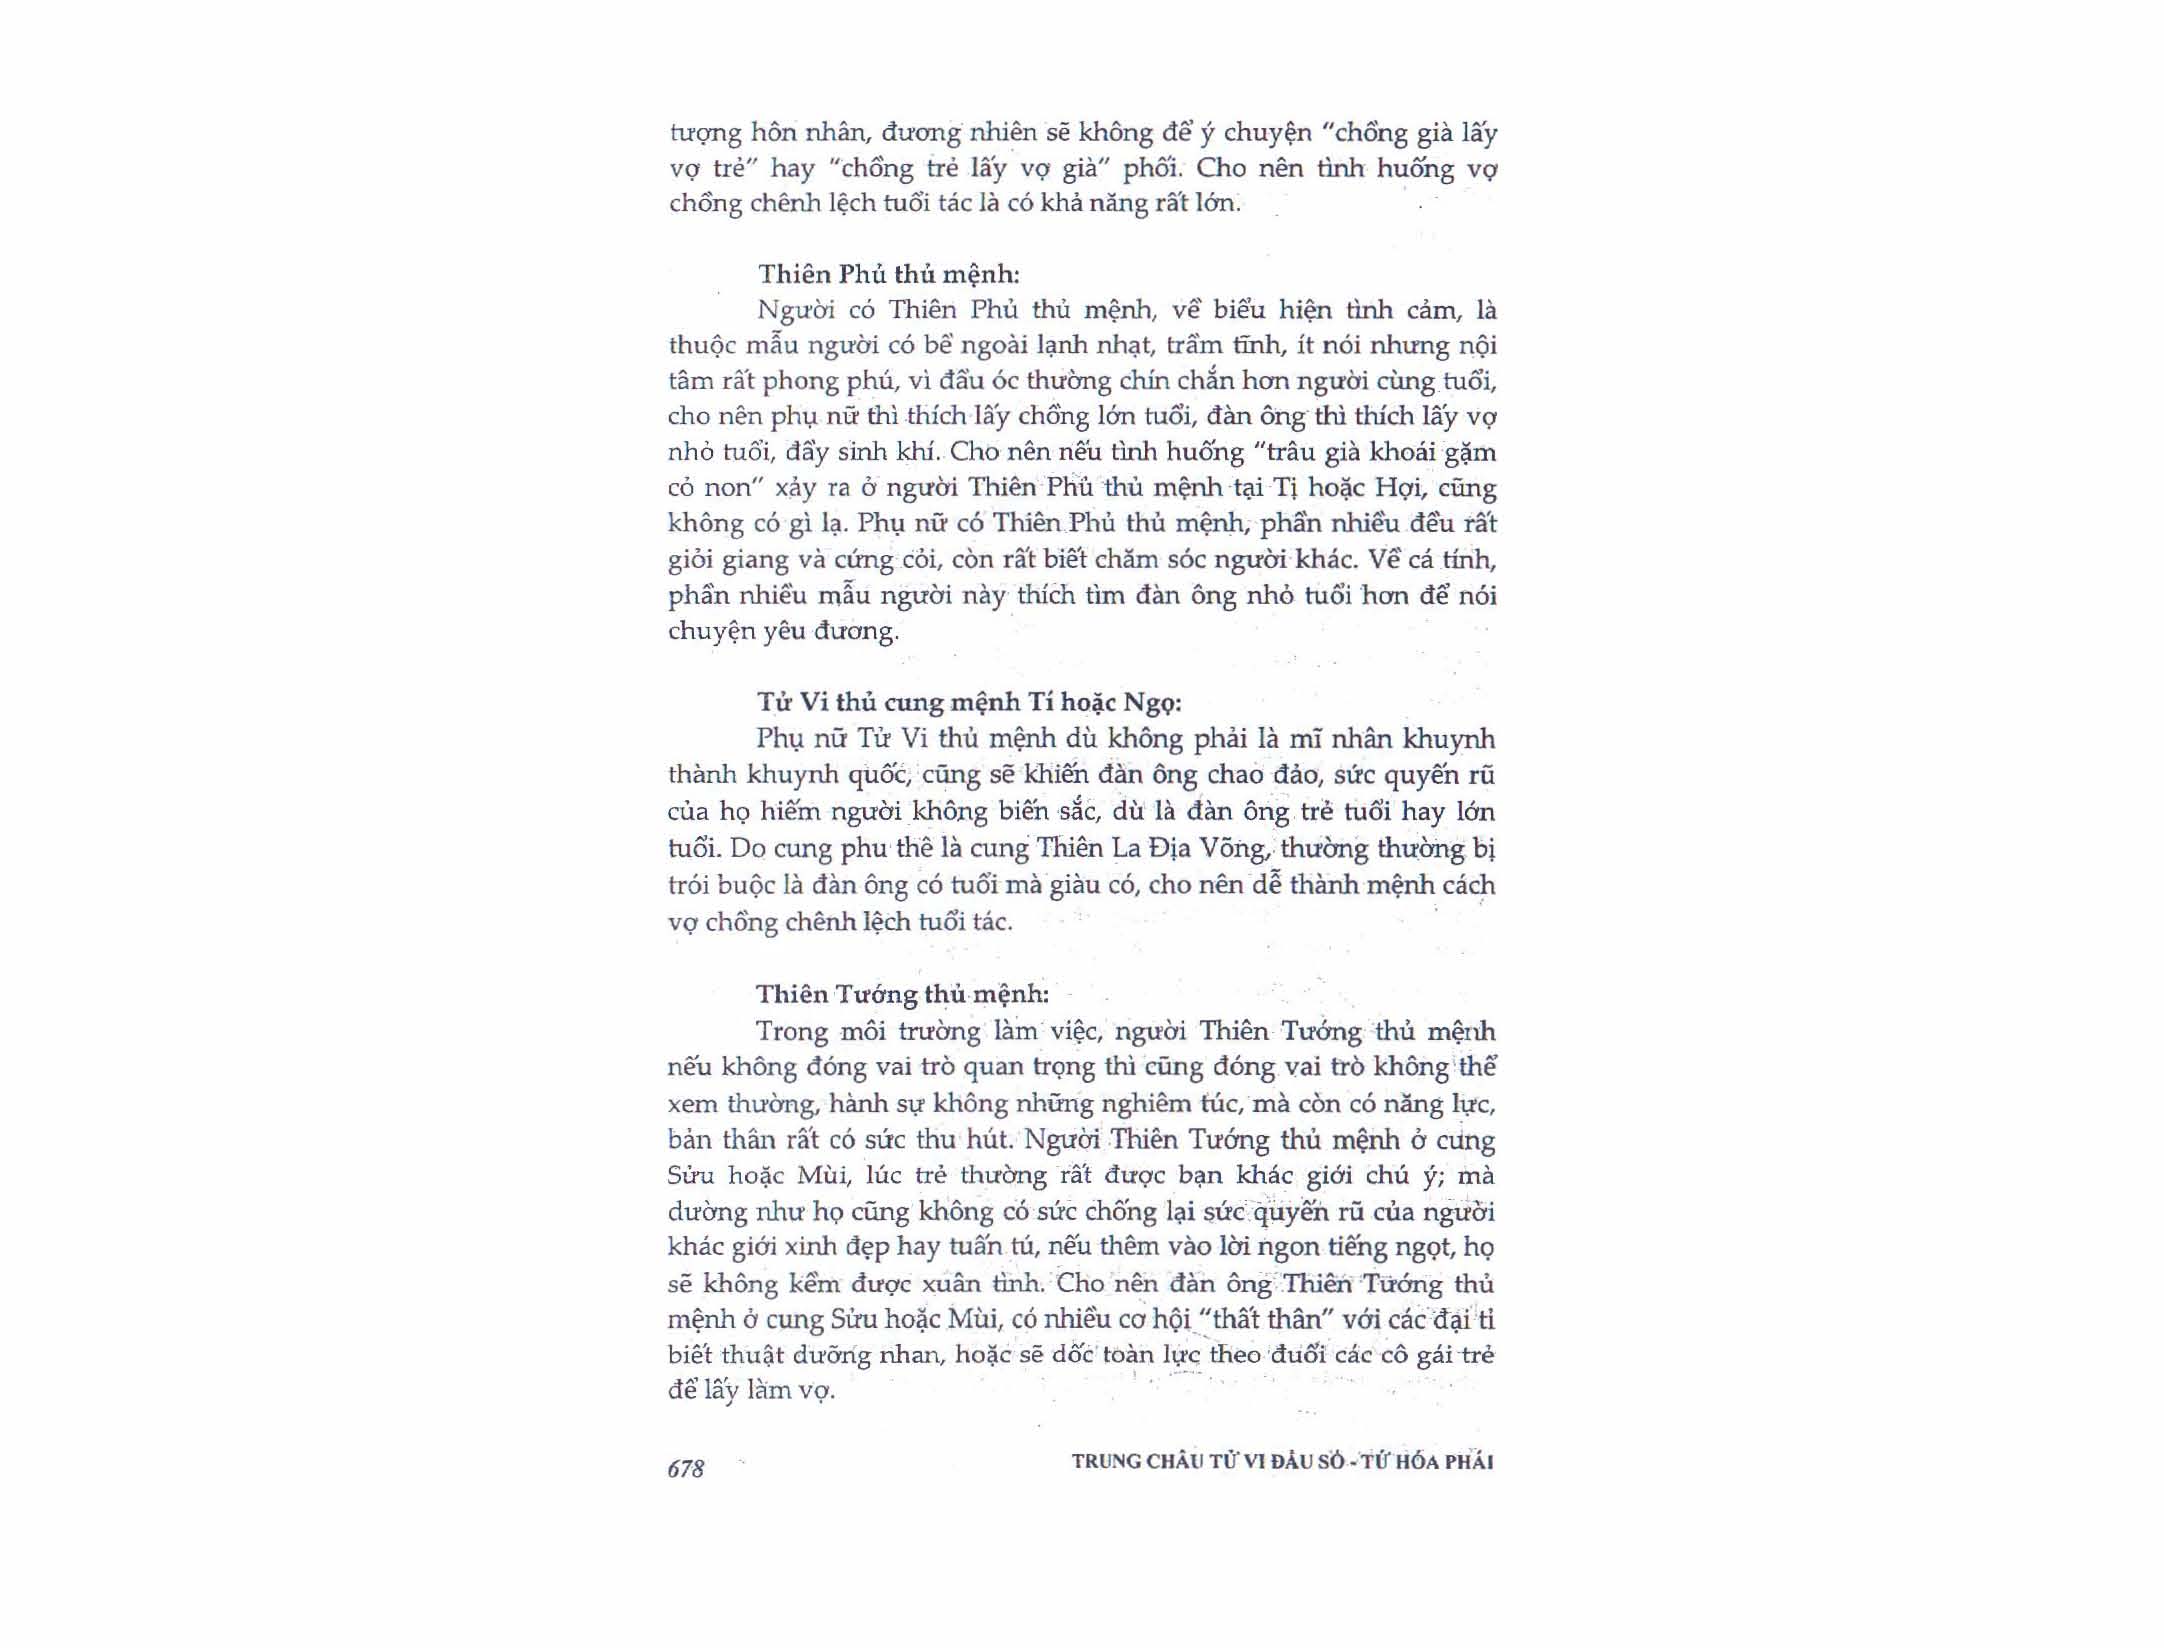 tượng hôn nhân, đương nhiên sẽ không để ý chuyện "chồng già lấy
vợ trẻ" hay "chồng trẻ lấy vợ già" phối. Cho nên tình huống vợ
chồng chênh lệch tuổi tác là có khả năng rất lớn.
Thiên Phủ thủ mệnh:
Người có Thiên Phủ thủ mệnh, về biểu hiện tình cảm, là
thuộc mẫu người có bề ngoài lạnh nhạt, trầm tĩnh, ít nói nhưng nội
tâm rất phong phú, vì đầu óc thường chín chắn hơn người cùng tuổi,
cho nên phụ nữ thì thích lấy chồng lớn tuổi, đàn ông thì thích lấy vợ
nhỏ tuổi, đầy sinh khí. Cho nên nếu tình huống "trâu già khoái gặm
cỏ non" xảy ra ở người Thiên Phủ thủ mệnh tại Tị hoặc Hợi, cũng
không có gì lạ. Phụ nữ có Thiên Phủ thủ mệnh, phần nhiều đều rất
giỏi giang và cứng cỏi, còn rất biết chăm sóc người khác. Về cá tính,
phần nhiều mẫu người này thích tìm đàn ông nhỏ tuổi hơn để nói
chuyện yêu đương.
Tử Vi thủ cung mệnh Tí hoặc Ngọ:
Phụ nữ Tử Vi thủ mệnh dù không phải là mĩ nhân khuynh
thành khuynh quốc, cũng sẽ khiến đàn ông chao đảo, sức quyến rũ
của họ hiếm người không biến sắc, dù là đàn ông trẻ tuổi hay lớn
tuổi. Do cung phu thê là cung Thiên La Địa Võng, thường thường bị
trói buộc là đàn ông có tuổi mà giàu có, cho nên dễ thành mệnh cách
vợ chồng chênh lệch tuổi tác.
Thiên Tướng thủ mệnh:
Trong môi trường làm việc, người Thiên Tướng thủ mệnh
nếu không đóng vai trò quan trọng thì cũng đóng vai trò không thể
xem thường, hành sự không những nghiêm túc, mà còn có năng lực,
bản thân rất có sức thu hút. Người Thiên Tướng thủ mệnh ở cung
Sửu hoặc Mùi, lúc trẻ thường rất được bạn khác giới chú ý; mà
dường như họ cũng không có sức chống lại sức quyến rũ của người
khác giới xinh đẹp hay tuấn tú, nếu thêm vào lời ngon tiếng ngọt, họ
sẽ không kềm được xuân tình. Cho nên đàn ông Thiên Tướng thủ
mệnh ở cung Sửu hoặc Mùi, có nhiều cơ hội "thất thân" với các đại tỉ
biết thuật dưỡng nhan, hoặc sẽ dốc toàn lực theo đuổi các cô gái trẻ
để lấy làm vợ.
678
TRUNG CHÂU TỬ VI ĐẨU SỐ - TỨ HÓA PHÁI